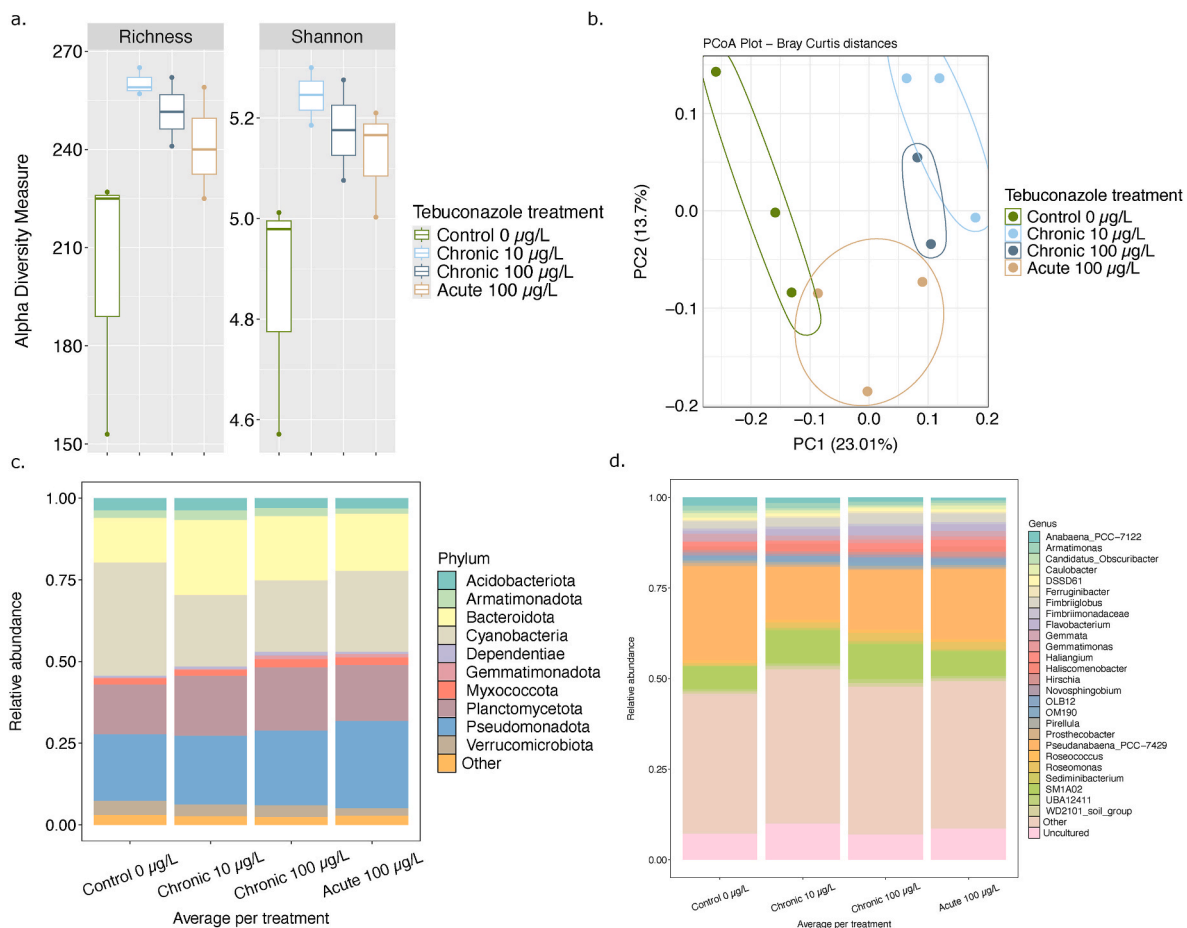 a.
Richness
Shannon
270
240
210
180
150
5.2
5.0
4.8
4.6
Alpha Diversity Measure
Tebuconazole treatment
Control 0 µg/L
Chronic 10 µg/L
Chronic 100 µg/L
Acute 100 µg/L
b.
PCoA Plot – Bray Curtis distances
0.1
0.0
−0.1
−0.2
PC2 (13.7%)
−0.2
−0.1
0.0
0.1
0.2
PC1 (23.01%)
Tebuconazole treatment
Control 0 µg/L
Chronic 10 µg/L
Chronic 100 µg/L
Acute 100 µg/L
c.
1.00
0.75
0.50
0.25
0.00
Relative abundance
Control 0 µg/L
Chronic 10 µg/L
Chronic 100 µg/L
Acute 100 µg/L
Average per treatment
Phylum
Acidobacteriota
Armatimonadota
Bacteroidota
Cyanobacteria
Dependentiae
Gemmatimonadota
Myxococcota
Planctomycetota
Pseudomonadota
Verrucomicrobiota
Other
d.
1.00
0.75
0.50
0.25
0.00
Relative abundance
Control 0 µg/L
Chronic 10 µg/L
Chronic 100 µg/L
Acute 100 µg/L
Average per treatment
Genus
Anabaena_PCC-7122
Armatimonas
Candidatus_Obscuribacter
Caulobacter
DSSD61
Ferruginibacter
Fimbriiglobus
Fimbriimonadaceae
Flavobacterium
Gemmata
Gemmatimonas
Haliangium
Haliscomenobacter
Hirschia
Novosphingobium
OLB12
OM190
Pirellula
Prosthecobacter
Pseudanabaena_PCC-7429
Roseococcus
Roseomonas
Sediminibacterium
SM1A02
UBA12411
WD2101_soil_group
Other
Uncultured